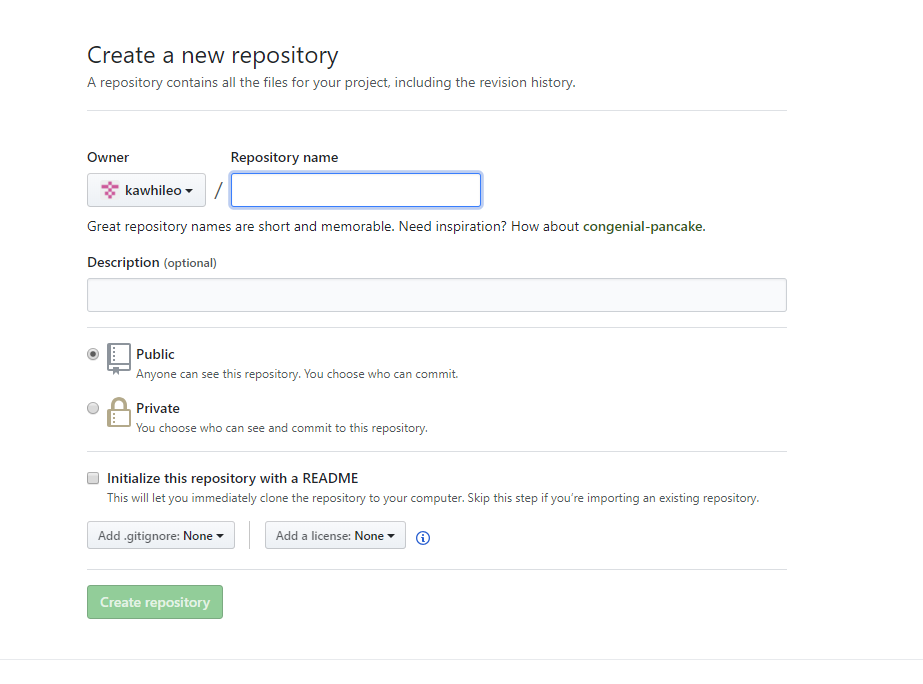 Create a new repository
A repository contains all the files for your project, including the revision history.
Owner Repository name
kawhileo /
Great repository names are short and memorable. Need inspiration? How about congenial-pancake.
Description (optional)
Public
Anyone can see this repository. You choose who can commit.
Private
You choose who can see and commit to this repository.
Initialize this repository with a README
This will let you immediately clone the repository to your computer. Skip this step if you’re importing an existing repository.
Add .gitignore: None Add a license: None
Create repository